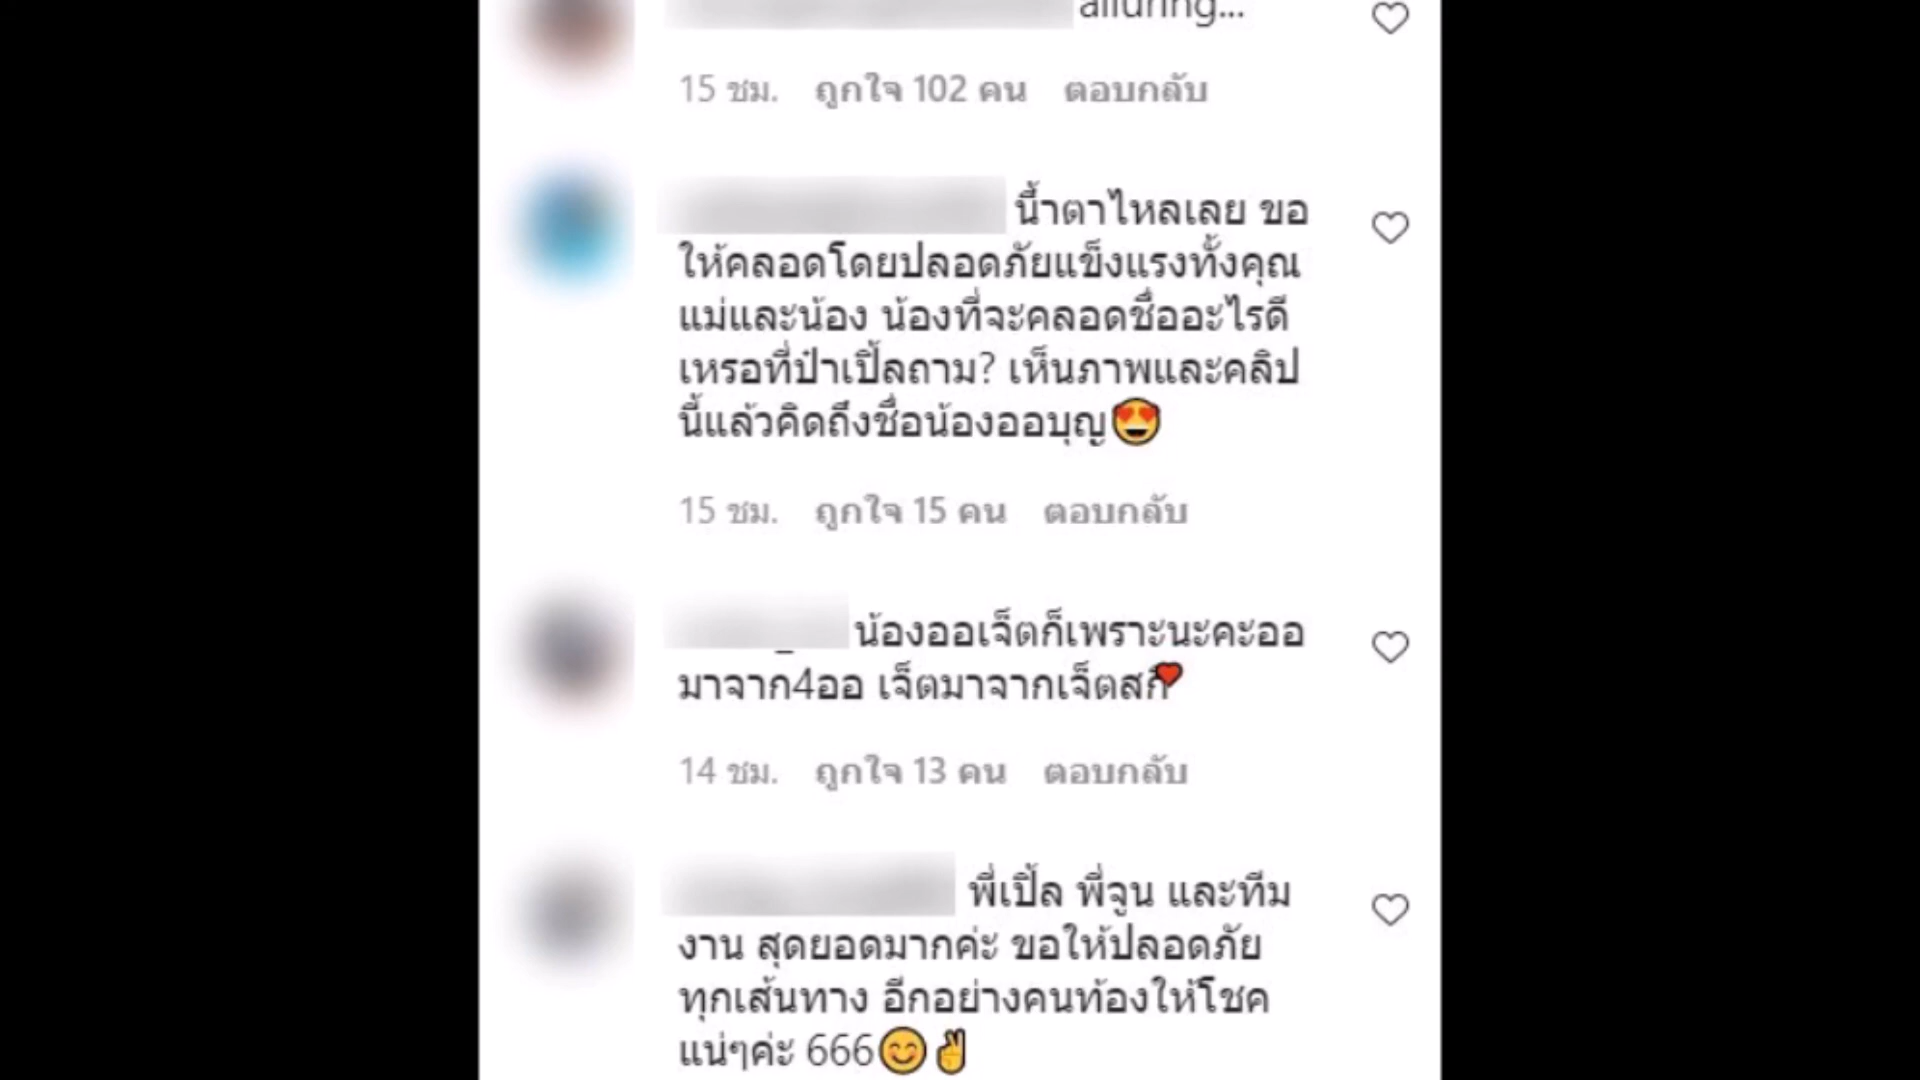 alluring...
15 ชม. ถูกใจ 102 คน ตอบกลับ
น้ำตาไหลเลย ขอ
ให้คลอดโดยปลอดภัยแข็งแรงทั้งคุณ
แม่และน้อง น้องที่จะคลอดชื่ออะไรดี
เหรอที่ป๋าเปิ้ลถาม? เห็นภาพและคลิป
นี้แล้วคิดถึงชื่อน้องออบุญ😍
15 ชม. ถูกใจ 15 คน ตอบกลับ
น้องออเจ็ตก็เพราะนะคะออ
มาจาก4ออ เจ็ตมาจากเจ็ตสกี❤
14 ชม. ถูกใจ 13 คน ตอบกลับ
พี่เปิ้ล พี่จูน และทีม
งาน สุดยอดมากค่ะ ขอให้ปลอดภัย
ทุกเส้นทาง อีกอย่างคนท้องให้โชค
แน่ๆค่ะ 666😊✌